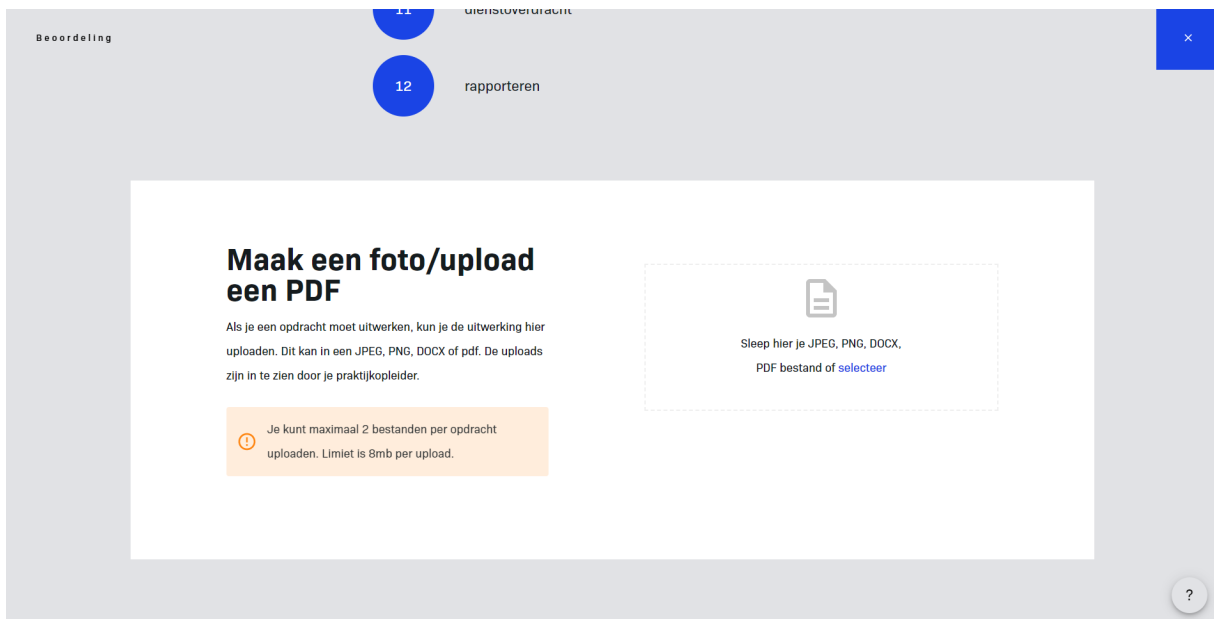 11 dienstoverdracht
Beoordeling
×
12 rapporteren
Maak een foto/upload
een PDF
Als je een opdracht moet uitwerken, kun je de uitwerking hier
uploaden. Dit kan in een JPEG, PNG, DOCX of pdf. De uploads
zijn in te zien door je praktijkopleider.
Je kunt maximaal 2 bestanden per opdracht
uploaden. Limiet is 8mb per upload.
Sleep hier je JPEG, PNG, DOCX,
PDF bestand of selecteer
?